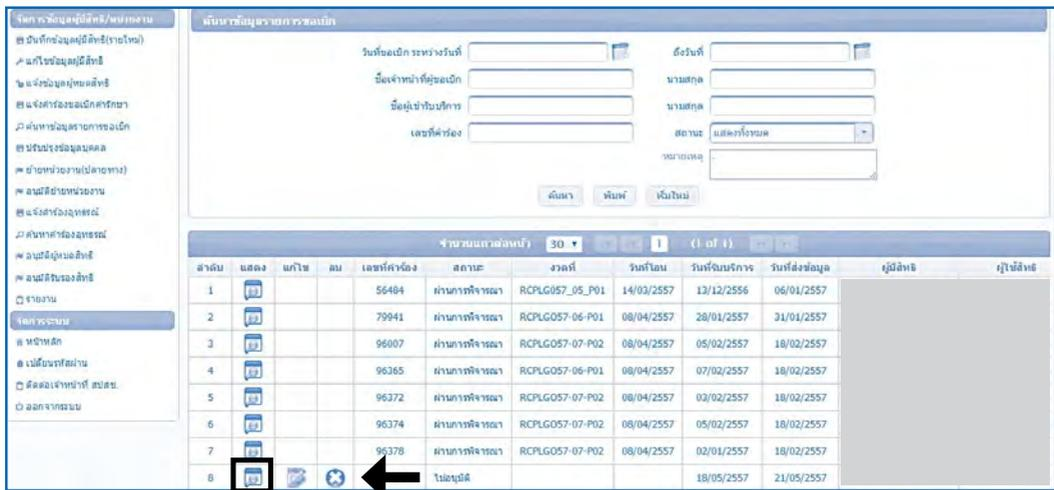 จัดการข้อมูลผู้มีสิทธิ/หน่วยงาน
บันทึกข้อมูลผู้มีสิทธิ(รายใหม่)
แก้ไขข้อมูลผู้มีสิทธิ
แจ้งข้อมูลผู้หมดสิทธิ
แจ้งคำร้องขอเบิกค่ารักษา
ค้นหาข้อมูลรายการขอเบิก
ปรับปรุงข้อมูลบุคคล
ย้ายหน่วยงาน(ปลายทาง)
อนุมัติย้ายหน่วยงาน
แจ้งคำร้องอุทธรณ์
ค้นหาคำร้องอุทธรณ์
อนุมัติผู้หมดสิทธิ
อนุมัติรับรองสิทธิ
รายงาน
จัดการระบบ
หน้าหลัก
เปลี่ยนรหัสผ่าน
ติดต่อเจ้าหน้าที่ สปสช.
ออกจากระบบ
ค้นหาข้อมูลรายการขอเบิก
วันที่ขอเบิก ระหว่างวันที่ ถึงวันที่
ชื่อเจ้าหน้าที่ผู้ขอเบิก นามสกุล
ชื่อผู้เข้ารับบริการ นามสกุล
เลขที่คำร้อง สถานะ แสดงทั้งหมด
หมายเหตุ -
ค้นหา พิมพ์ เริ่มใหม่
จำนวนแถวต่อหน้า 30 1 (1 of 1)
ลำดับ แสดง แก้ไข ลบ เลขที่คำร้อง สถานะ งวดที่ วันที่โอน วันที่รับบริการ วันที่ส่งข้อมูล ผู้มีสิทธิ ผู้ใช้สิทธิ
1 56484 ผ่านการพิจารณา RCPLGO57_05_P01 14/03/2557 13/12/2556 06/01/2557
2 79941 ผ่านการพิจารณา RCPLGO57-06-P01 08/04/2557 28/01/2557 31/01/2557
3 96007 ผ่านการพิจารณา RCPLGO57-07-P02 08/04/2557 05/02/2557 18/02/2557
4 96365 ผ่านการพิจารณา RCPLGO57-06-P01 08/04/2557 07/02/2557 18/02/2557
5 96372 ผ่านการพิจารณา RCPLGO57-07-P02 08/04/2557 03/02/2557 18/02/2557
6 96374 ผ่านการพิจารณา RCPLGO57-07-P02 08/04/2557 05/02/2557 18/02/2557
7 96378 ผ่านการพิจารณา RCPLGO57-07-P02 08/04/2557 02/01/2557 18/02/2557
8 ไม่อนุมัติ 18/05/2557 21/05/2557